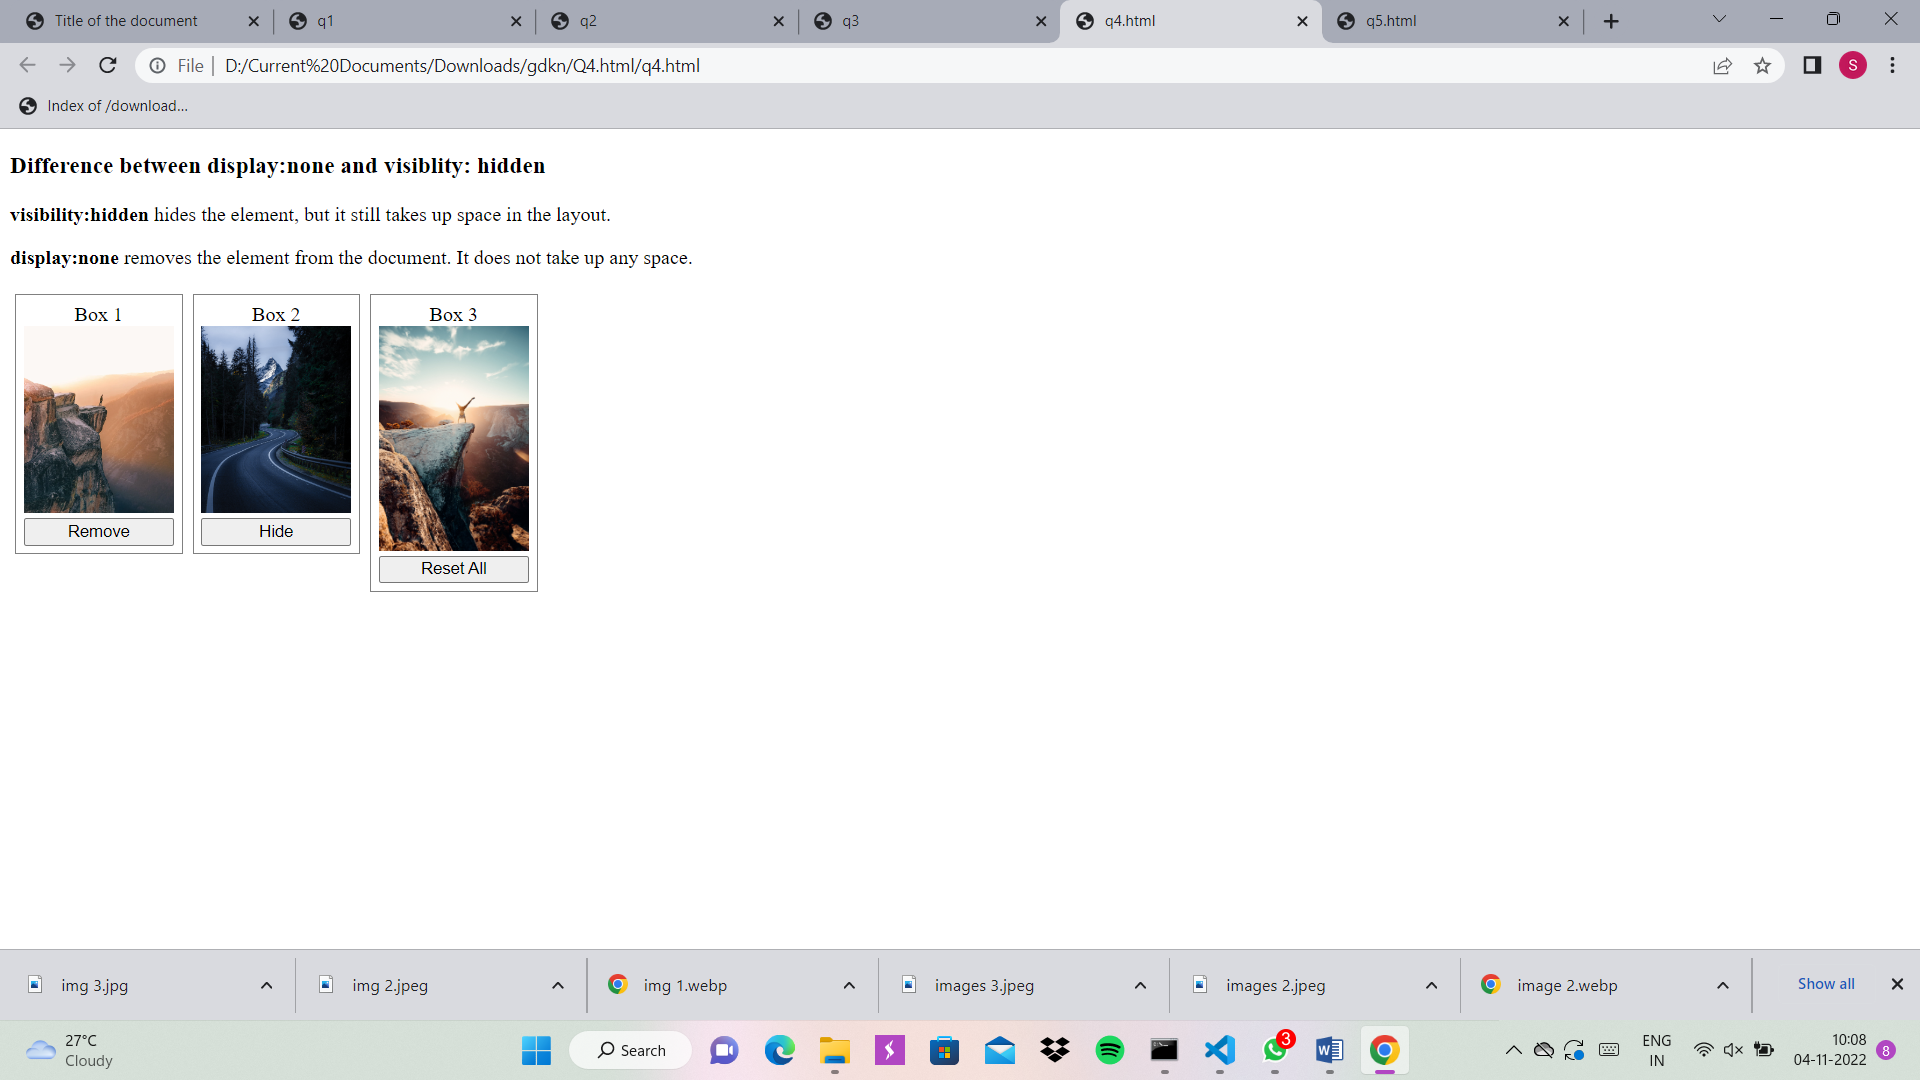 Title of the document
q1
q2
q3
q4.html
q5.html
File
D:/Current%20Documents/Downloads/gdkn/Q4.html/q4.html
S
Index of /download...
Difference between display:none and visiblity: hidden
visibility:hidden hides the element, but it still takes up space in the layout.
display:none removes the element from the document. It does not take up any space.
Box 1
Box 2
Box 3
Remove
Hide
Reset All
img 3.jpg
img 2.jpeg
img 1.webp
images 3.jpeg
images 2.jpeg
image 2.webp
Show all
27°C
Cloudy
Search
3
ENG
IN
10:08
04-11-2022
8